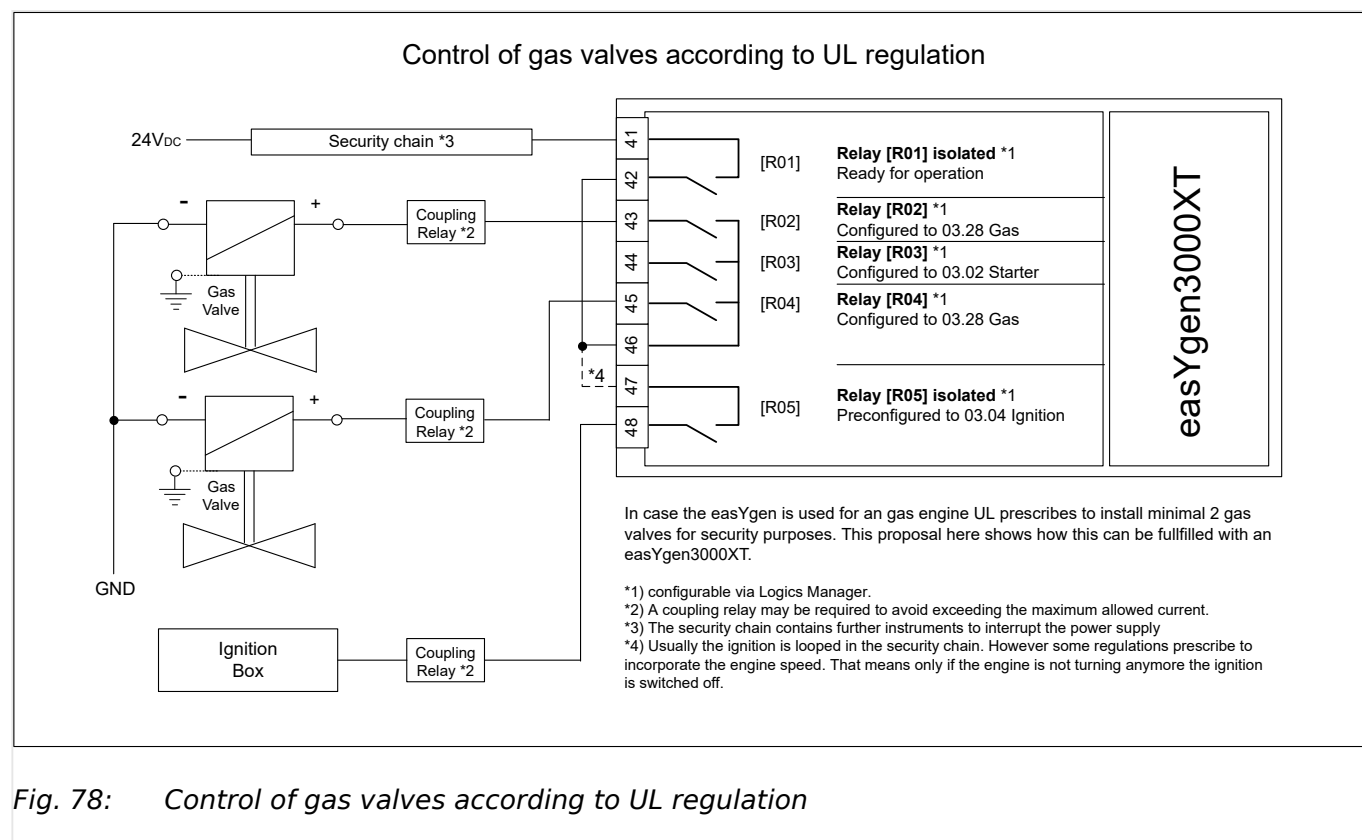 Control of gas valves according to UL regulation
24VDC
Security chain *3
41
42
43
44
45
46
47
48
*4
[R01]
Relay [R01] isolated *1
Ready for operation
[R02]
Relay [R02] *1
Configured to 03.28 Gas
[R03]
Relay [R03] *1
Configured to 03.02 Starter
[R04]
Relay [R04] *1
Configured to 03.28 Gas
[R05]
Relay [R05] isolated *1
Preconfigured to 03.04 Ignition
easYgen3000XT
-
+
Coupling
Relay *2
Gas
Valve
-
+
Coupling
Relay *2
Gas
Valve
GND
Ignition
Box
Coupling
Relay *2
In case the easYgen is used for an gas engine UL prescribes to install minimal 2 gas
valves for security purposes. This proposal here shows how this can be fullfilled with an
easYgen3000XT.
*1) configurable via Logics Manager.
*2) A coupling relay may be required to avoid exceeding the maximum allowed current.
*3) The security chain contains further instruments to interrupt the power supply
*4) Usually the ignition is looped in the security chain. However some regulations prescribe to
incorporate the engine speed. That means only if the engine is not turning anymore the ignition
is switched off.
Fig. 78: Control of gas valves according to UL regulation